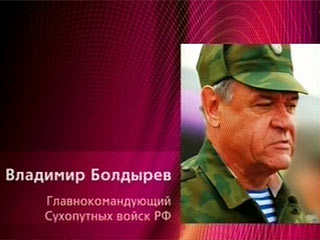 Владимир Болдырев
Главнокомандующий
Сухопутных войск РФ